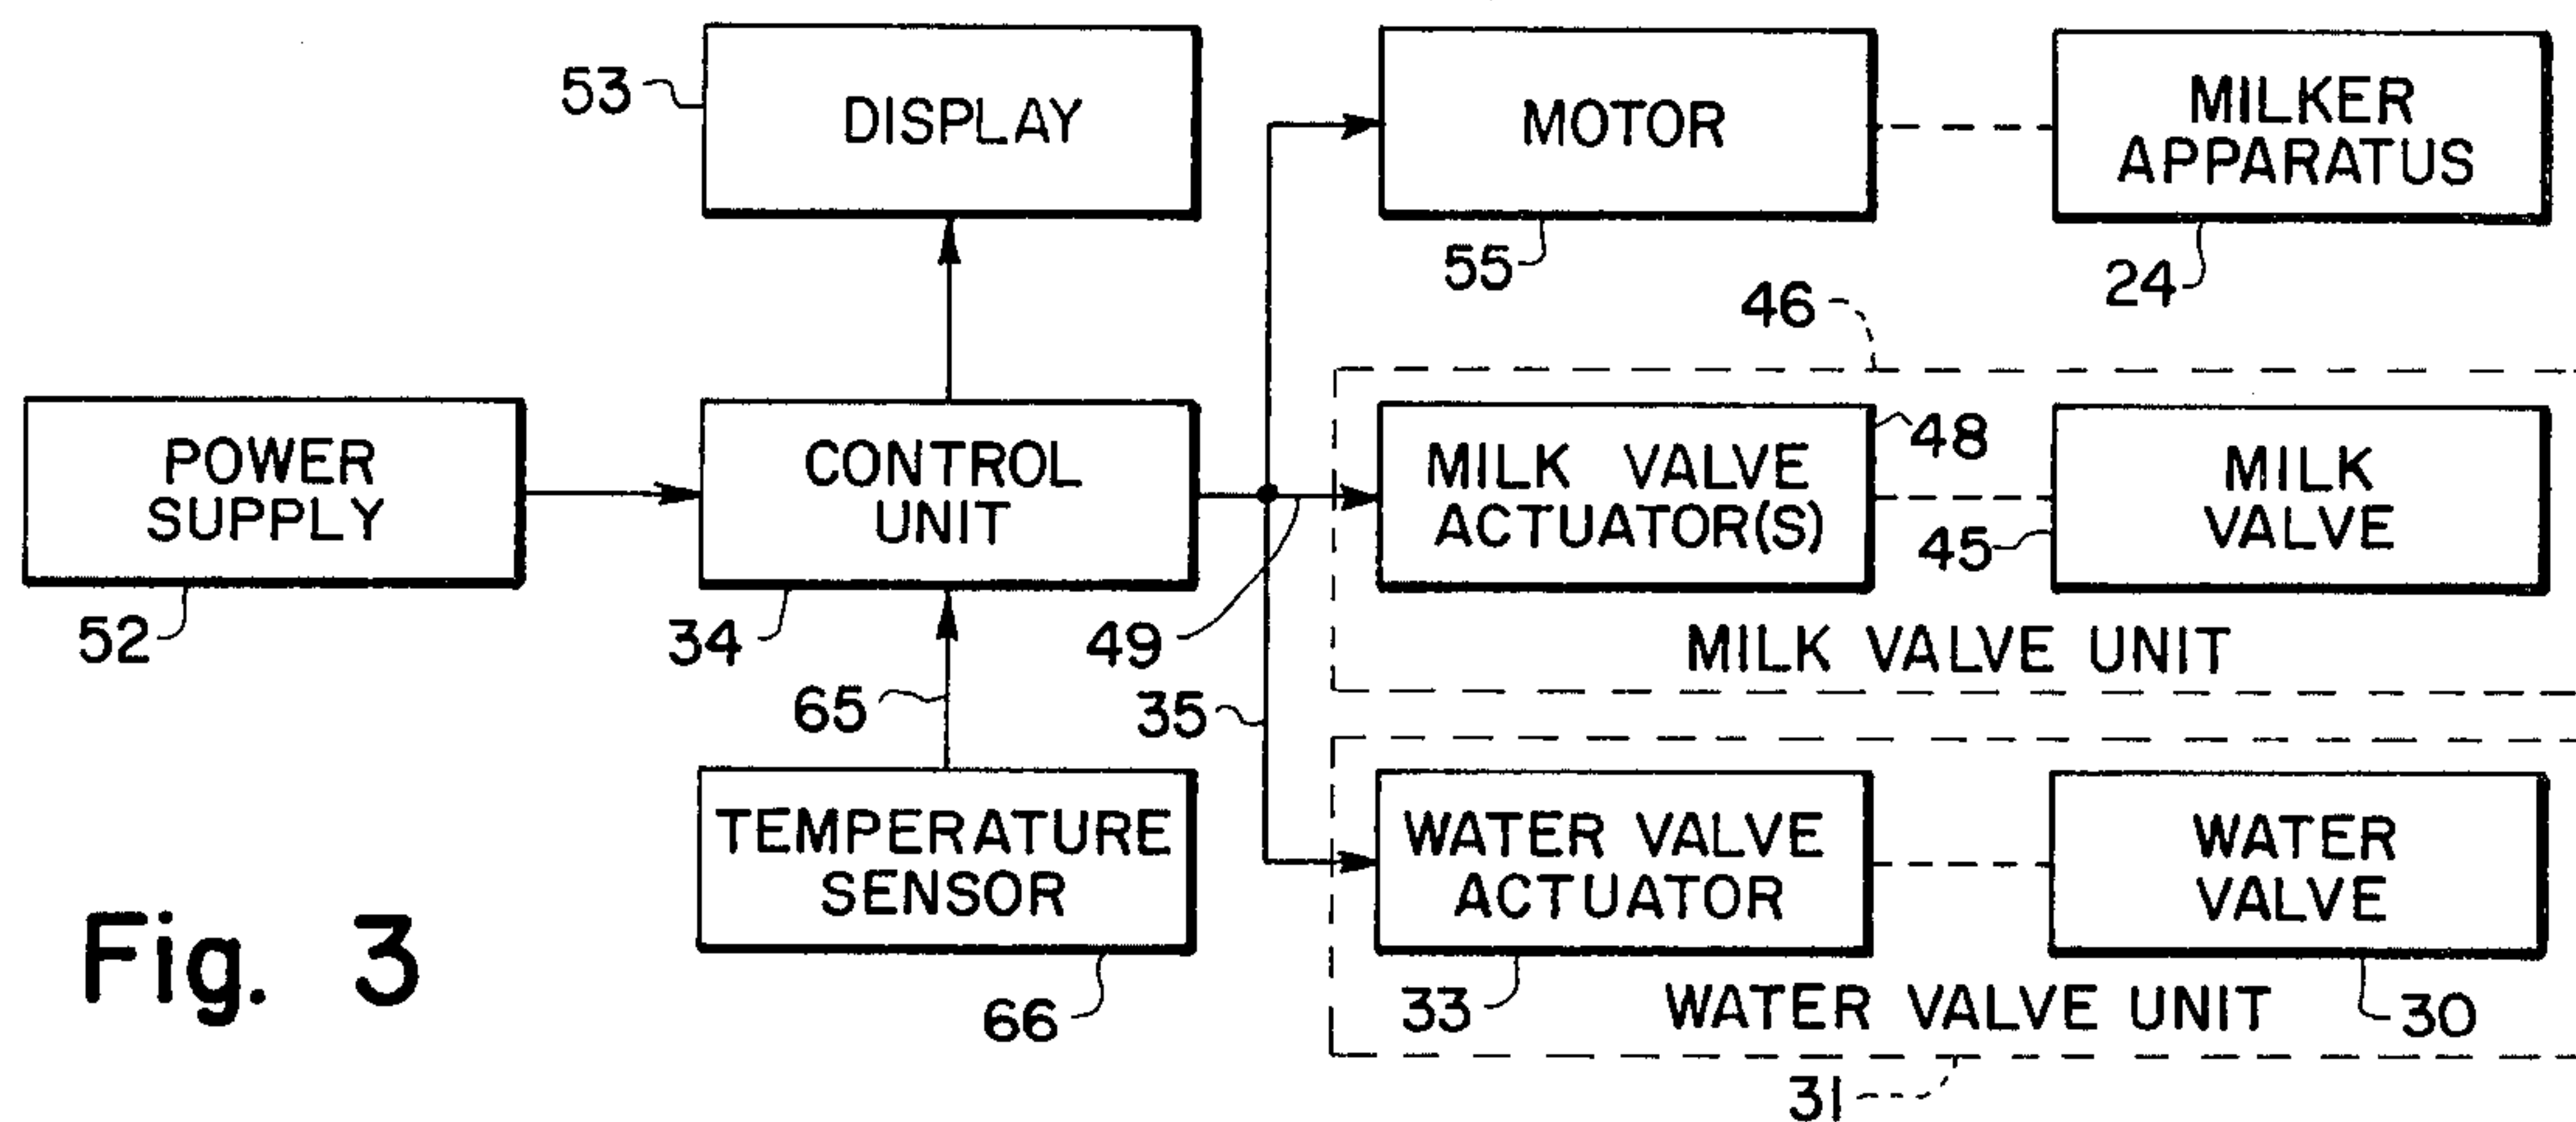 53
DISPLAY
MOTOR
55
MILKER
APPARATUS
24
46
POWER
SUPPLY
52
CONTROL
UNIT
34
49
MILK VALVE
ACTUATOR(S)
48
MILK
VALVE
45
MILK VALVE UNIT
65
35
TEMPERATURE
SENSOR
66
WATER VALVE
ACTUATOR
33
WATER
VALVE
30
WATER VALVE UNIT
31
Fig. 3